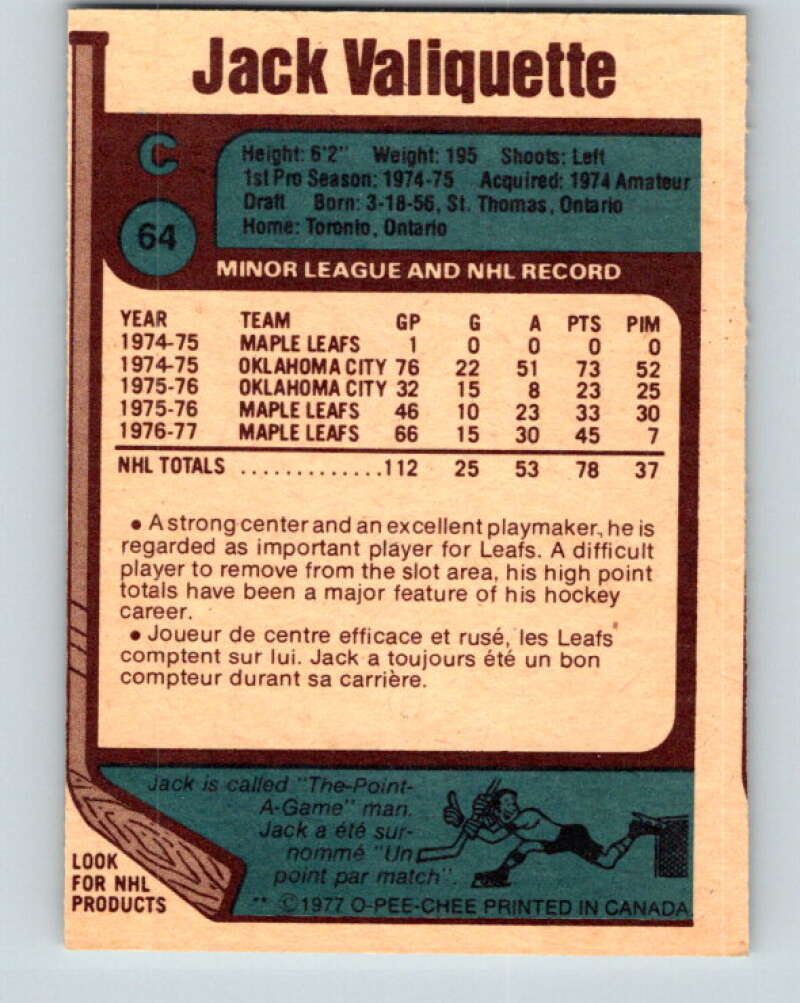 Jack Valiquette
C
64
Height: 6'2" Weight: 195 Shoots: Left
1st Pro Season: 1974-75 Acquired: 1974 Amateur
Draft Born: 3-18-56, St. Thomas, Ontario
Home: Toronto, Ontario
MINOR LEAGUE AND NHL RECORD
YEAR TEAM GP G A PTS PIM
1974-75 MAPLE LEAFS 1 0 0 0 0
1974-75 OKLAHOMA CITY 76 22 51 73 52
1975-76 OKLAHOMA CITY 32 15 8 23 25
1975-76 MAPLE LEAFS 46 10 23 33 30
1976-77 MAPLE LEAFS 66 15 30 45 7
NHL TOTALS .............112 25 53 78 37
• A strong center and an excellent playmaker, he is
regarded as important player for Leafs. A difficult
player to remove from the slot area, his high point
totals have been a major feature of his hockey
career.
• Joueur de centre efficace et rusé, les Leafs
comptent sur lui. Jack a toujours été un bon
compteur durant sa carrière.
Jack is called "The-Point-
A-Game" man.
Jack a été sur-
nommé "Un
point par match".
LOOK
FOR NHL
PRODUCTS
** ©1977 O-PEE-CHEE PRINTED IN CANADA